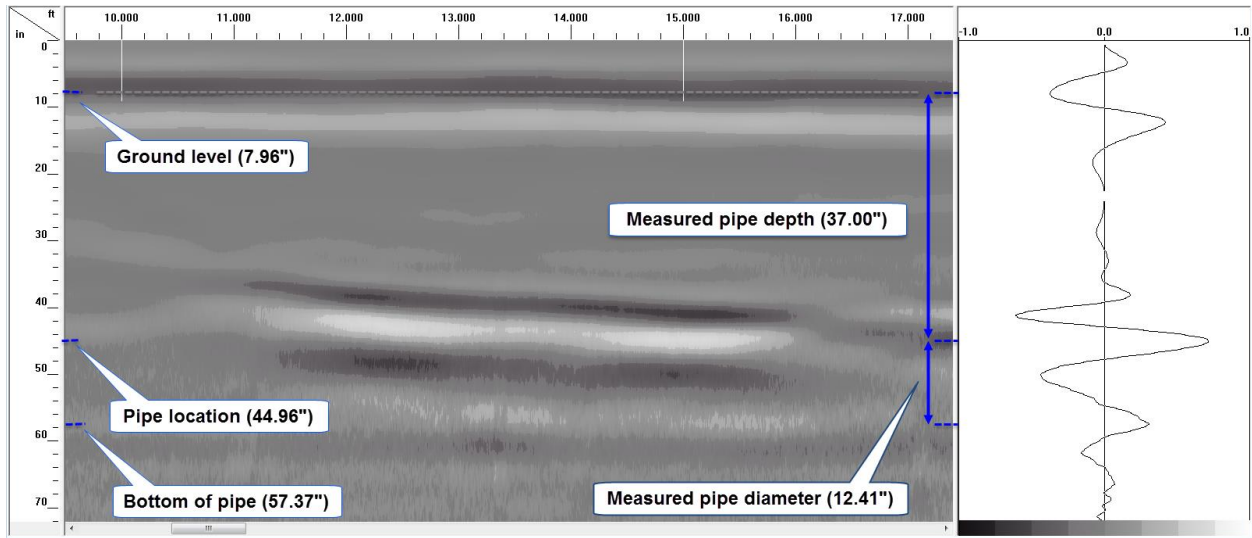 ft
in
10.000 11.000 12.000 13.000 14.000 15.000 16.000 17.000
-1.0 0.0 1.0
0
10
Ground level (7.96")
20
Measured pipe depth (37.00")
30
40
50
Pipe location (44.96")
60
Bottom of pipe (57.37")
Measured pipe diameter (12.41")
70